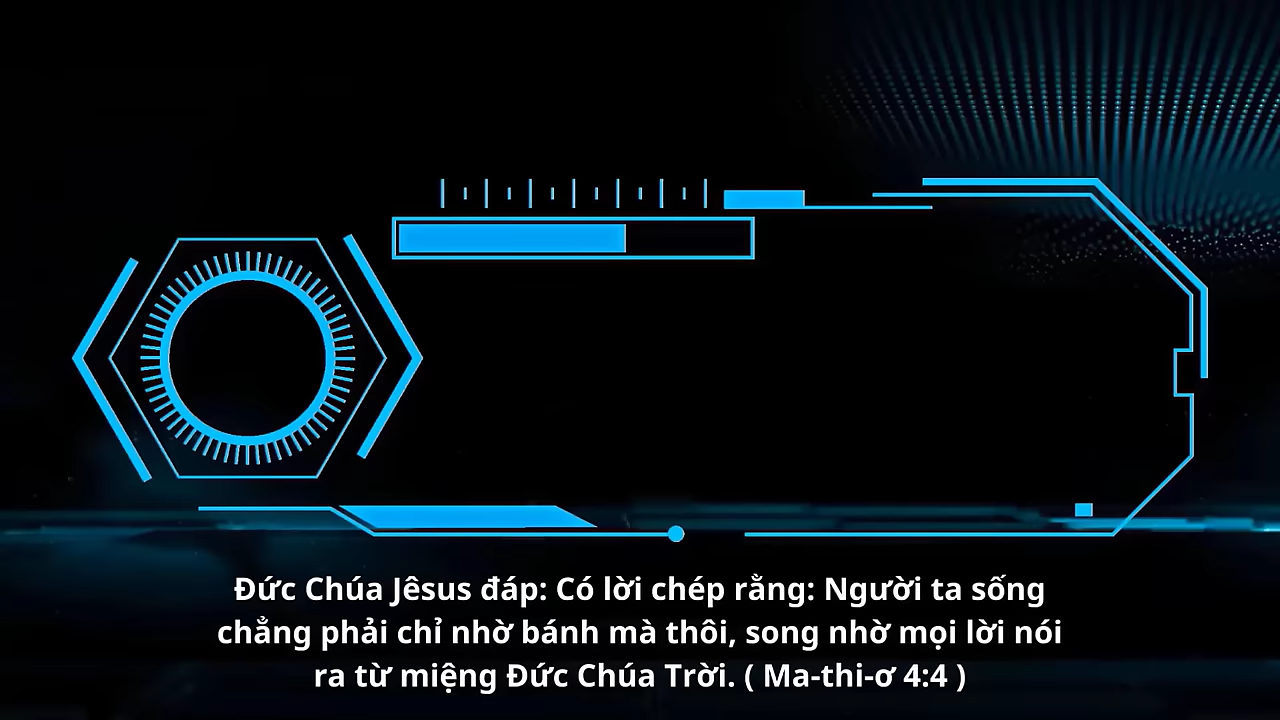 Đức Chúa Jêsus đáp: Có lời chép rằng: Người ta sống
chẳng phải chỉ nhờ bánh mà thôi, song nhờ mọi lời nói
ra từ miệng Đức Chúa Trời. ( Ma-thi-ơ 4:4 )